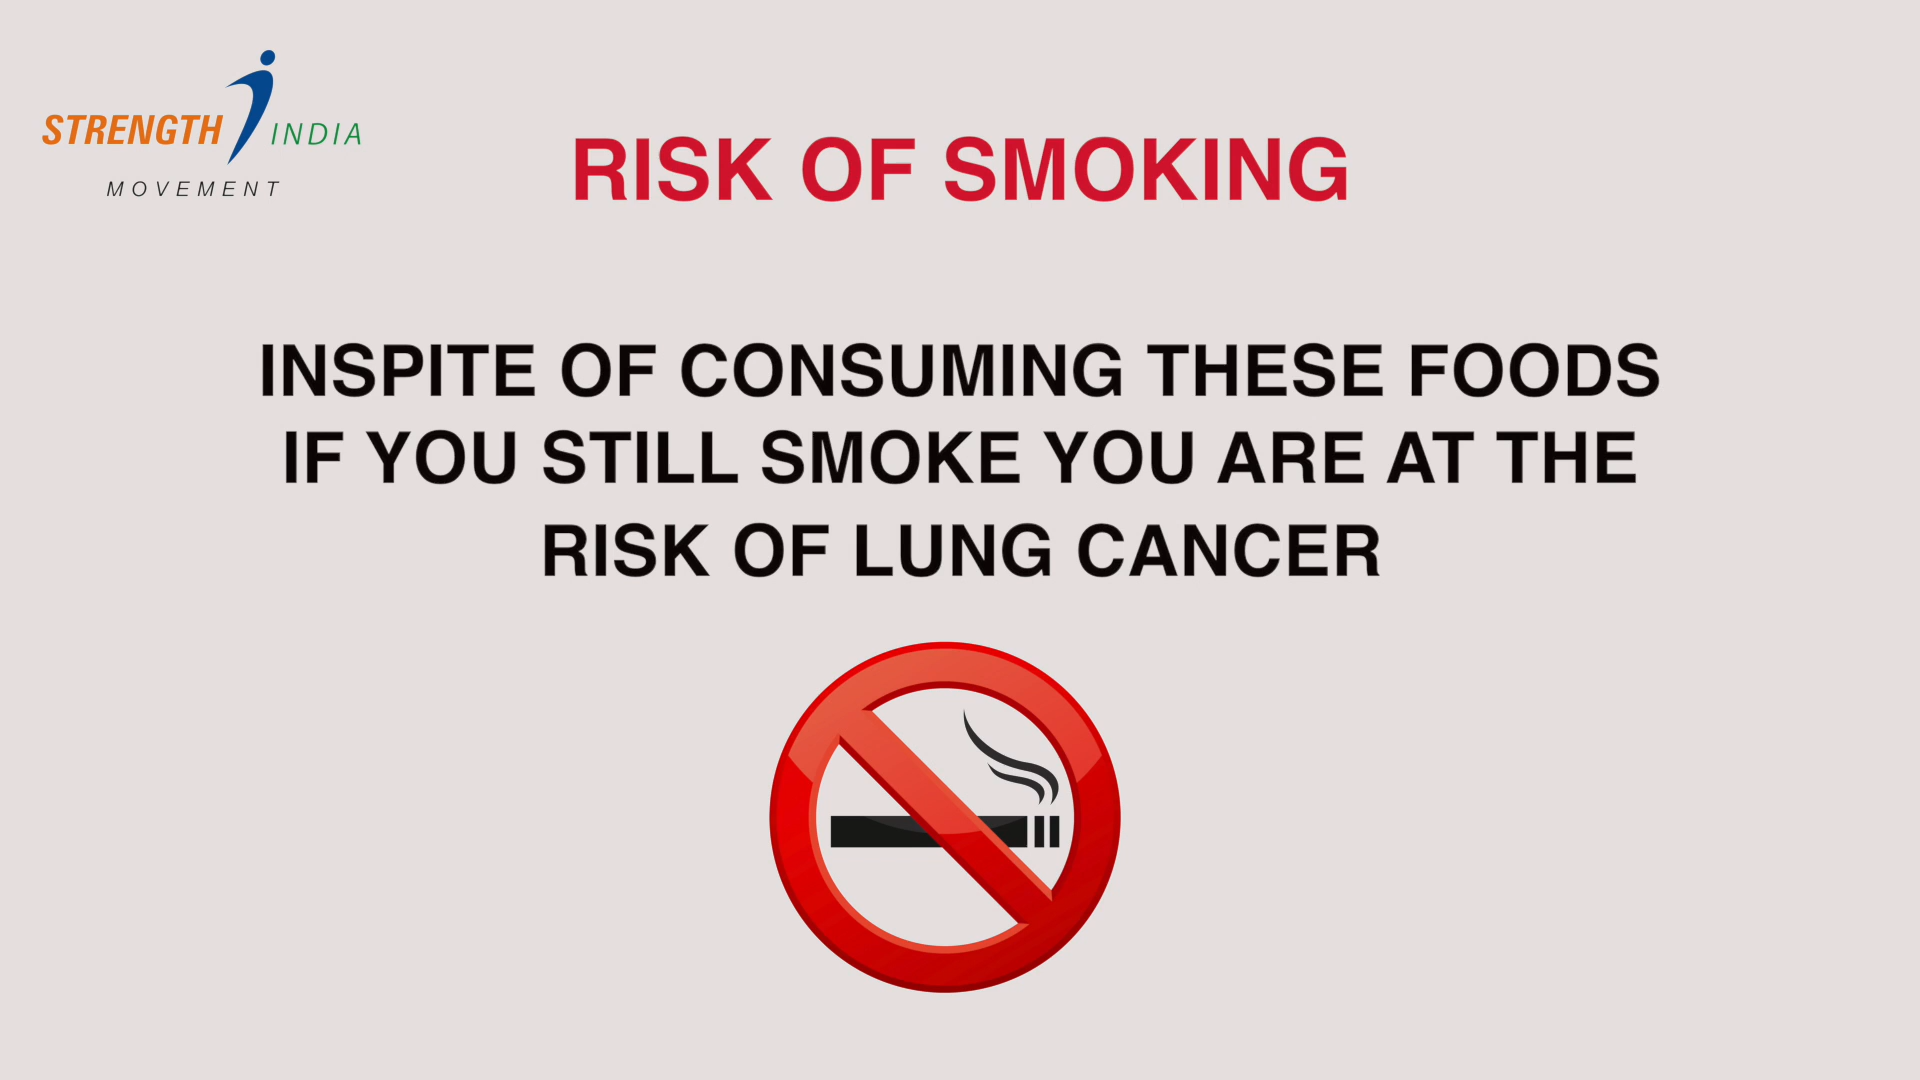 STRENGTH INDIA
MOVEMENT
RISK OF SMOKING
INSPITE OF CONSUMING THESE FOODS
IF YOU STILL SMOKE YOU ARE AT THE
RISK OF LUNG CANCER